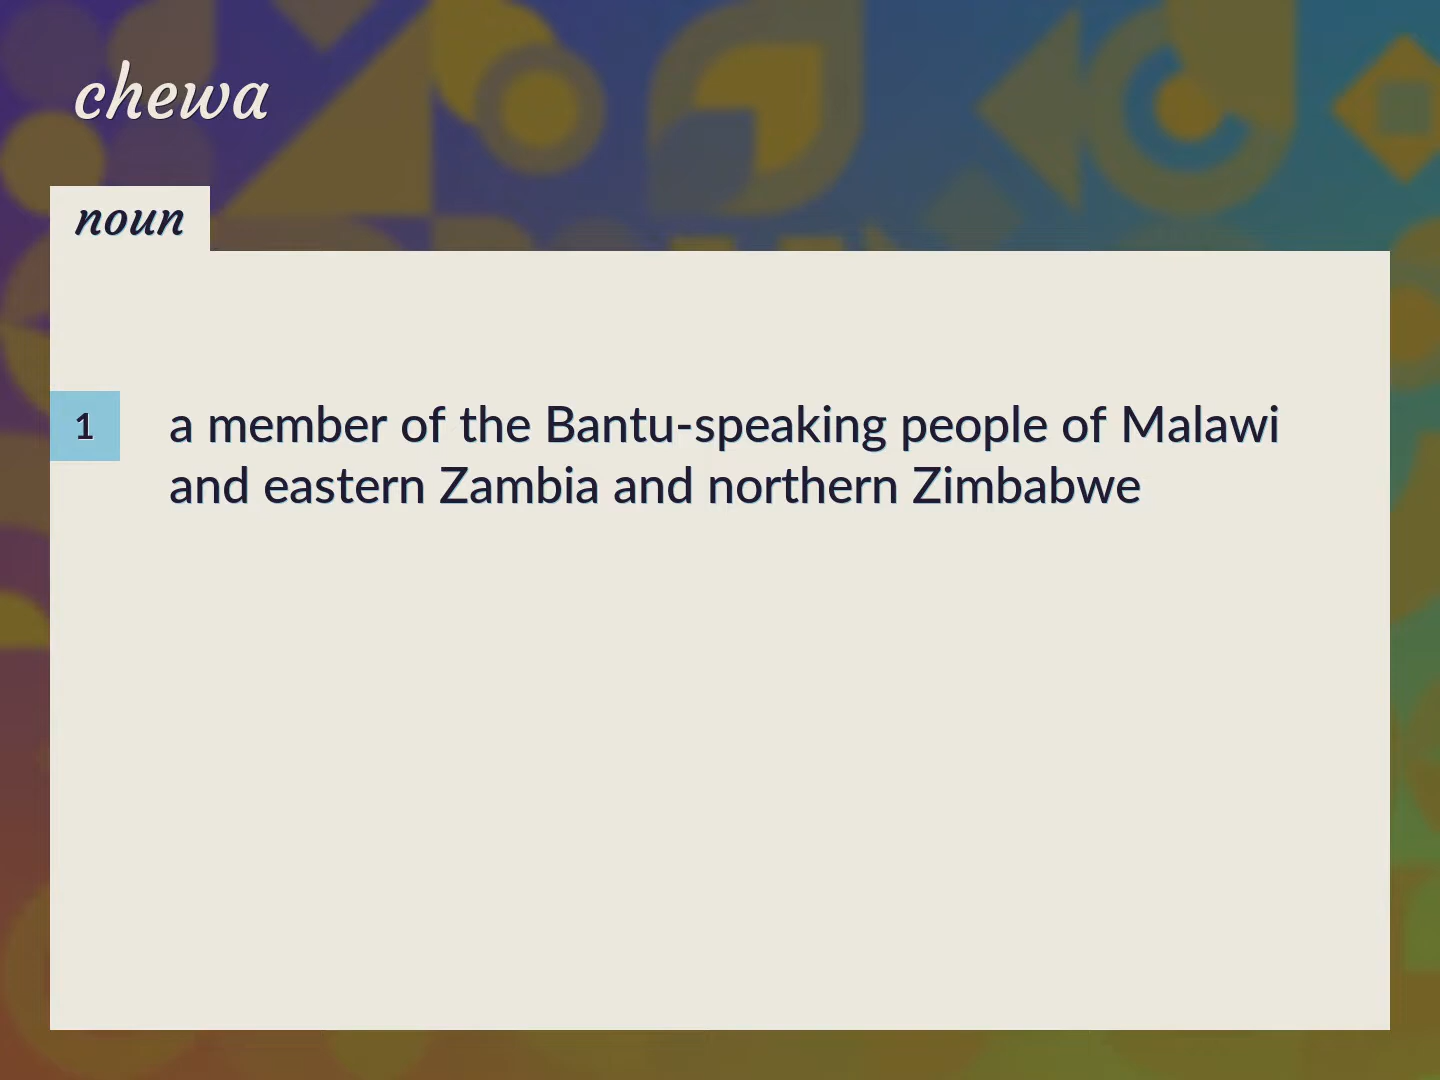 chewa
noun
1
a member of the Bantu-speaking people of Malawi
and eastern Zambia and northern Zimbabwe